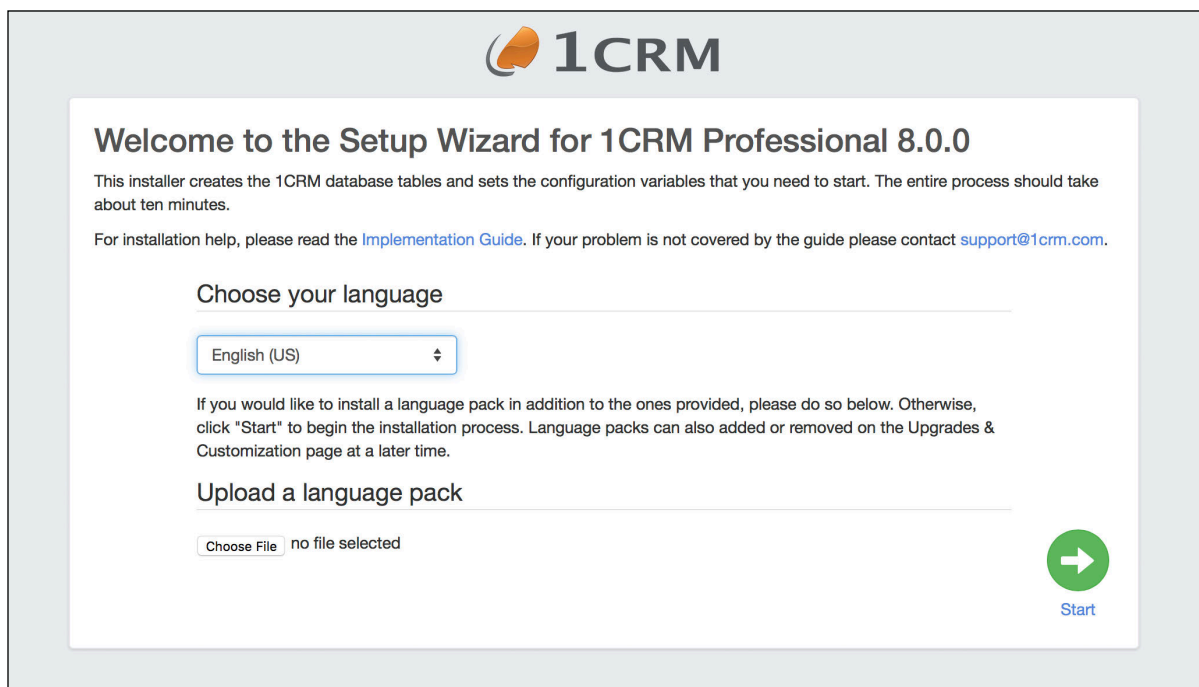 1CRM
Welcome to the Setup Wizard for 1CRM Professional 8.0.0
This installer creates the 1CRM database tables and sets the configuration variables that you need to start. The entire process should take
about ten minutes.
For installation help, please read the Implementation Guide. If your problem is not covered by the guide please contact support@1crm.com.
Choose your language
English (US)
If you would like to install a language pack in addition to the ones provided, please do so below. Otherwise,
click "Start" to begin the installation process. Language packs can also added or removed on the Upgrades &
Customization page at a later time.
Upload a language pack
Choose File no file selected
Start